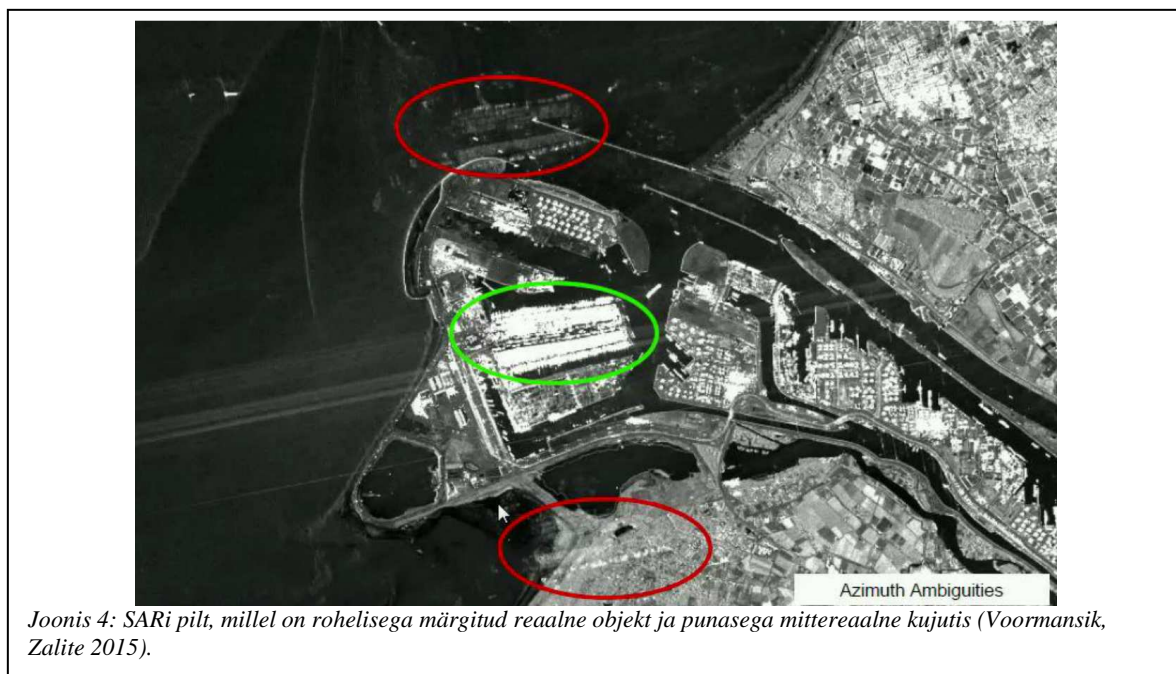 Azimuth Ambiguities
Joonis 4: SARi pilt, millel on rohelisega märgitud reaalne objekt ja punasega mittereaalne kujutis (Voormansik,
Zalite 2015).